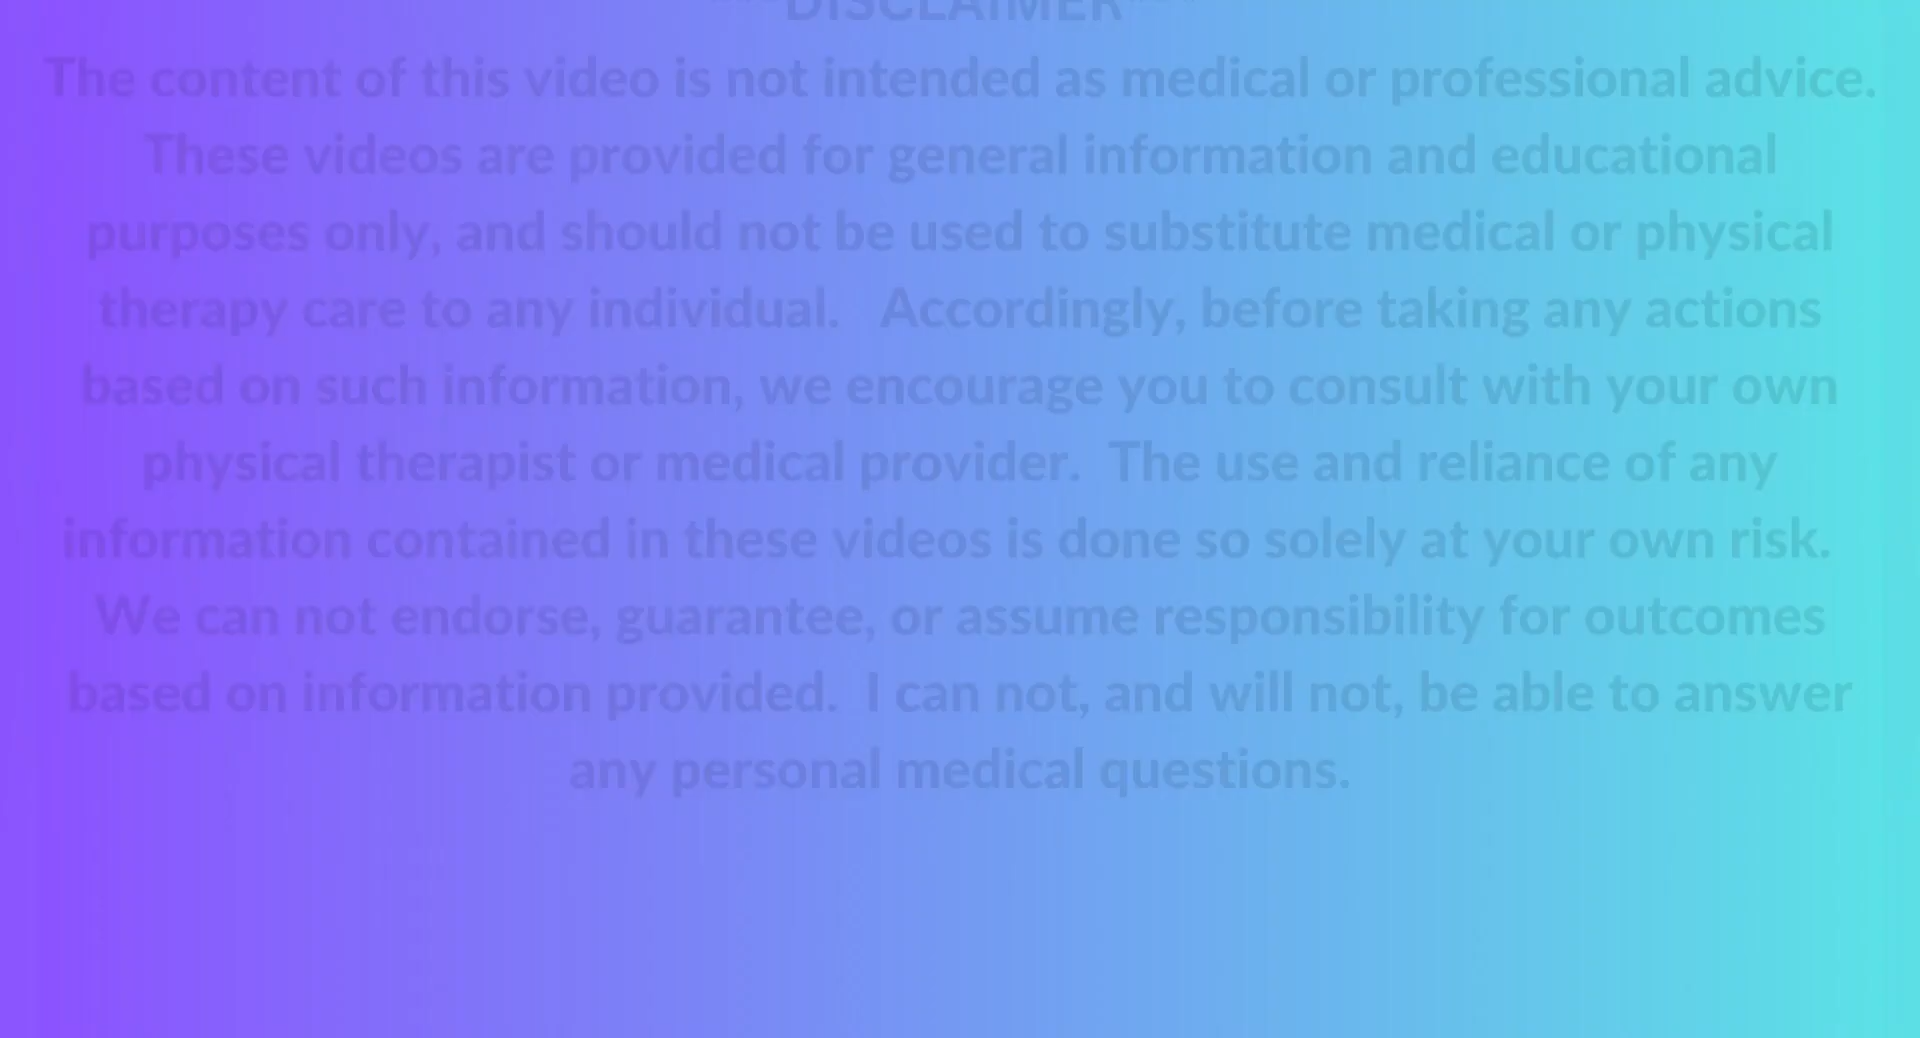 ***DISCLAIMER***
The content of this video is not intended as medical or professional advice.
These videos are provided for general information and educational
purposes only, and should not be used to substitute medical or physical
therapy care to any individual.   Accordingly, before taking any actions
based on such information, we encourage you to consult with your own
physical therapist or medical provider.  The use and reliance of any
information contained in these videos is done so solely at your own risk.
We can not endorse, guarantee, or assume responsibility for outcomes
based on information provided.  I can not, and will not, be able to answer
any personal medical questions.